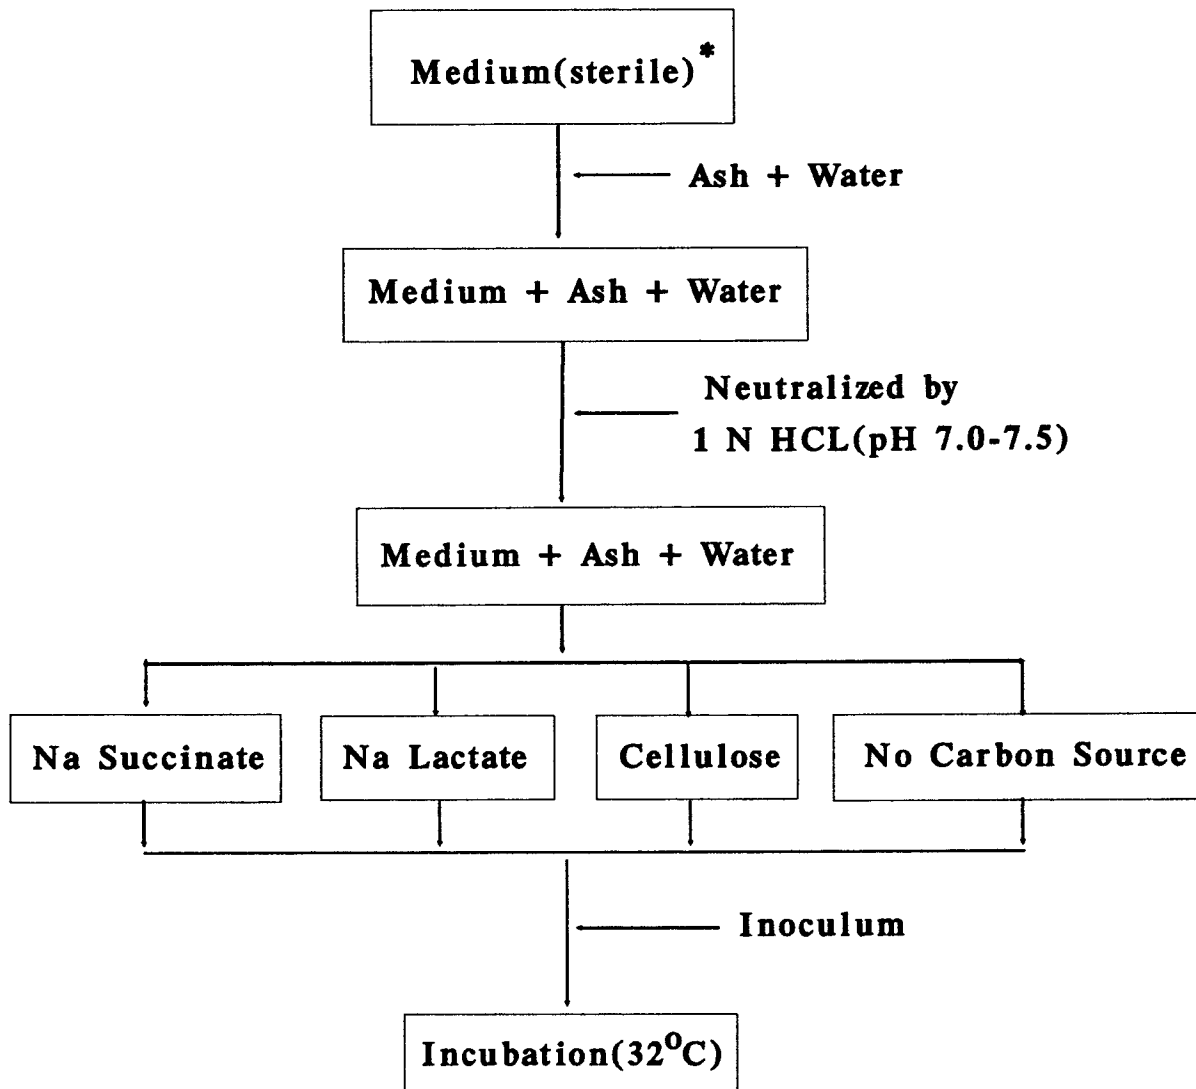 Medium(sterile)*
Ash + Water
Medium + Ash + Water
Neutralized by
1 N HCL(pH 7.0-7.5)
Medium + Ash + Water
Na Succinate
Na Lactate
Cellulose
No Carbon Source
Inoculum
Incubation(32⁰C)